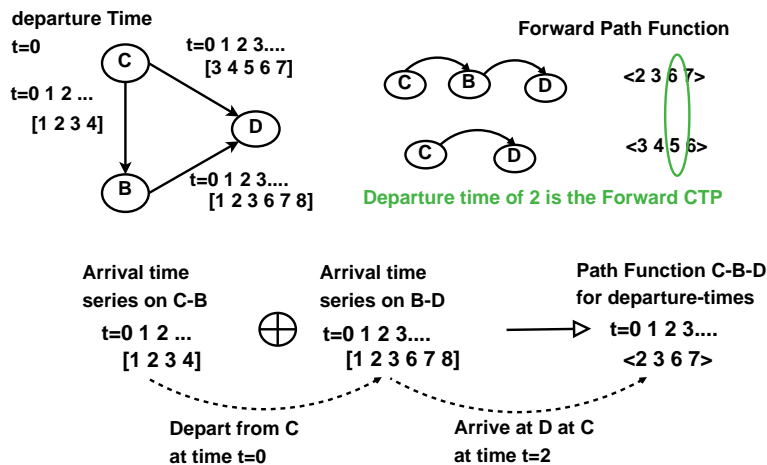 departure Time
t=0
C
t=0 1 2 3....
[3 4 5 6 7]
t=0 1 2 ...
[1 2 3 4]
D
B
t=0 1 2 3....
[1 2 3 6 7 8]
Forward Path Function
C B D
<2 3 6 7>
C D
<3 4 5 6>
Departure time of 2 is the Forward CTP
Arrival time
series on C-B
t=0 1 2 ...
[1 2 3 4]
Arrival time
series on B-D
t=0 1 2 3....
[1 2 3 6 7 8]
Path Function C-B-D
for departure-times
t=0 1 2 3....
<2 3 6 7>
Depart from C
at time t=0
Arrive at D at C
at time t=2